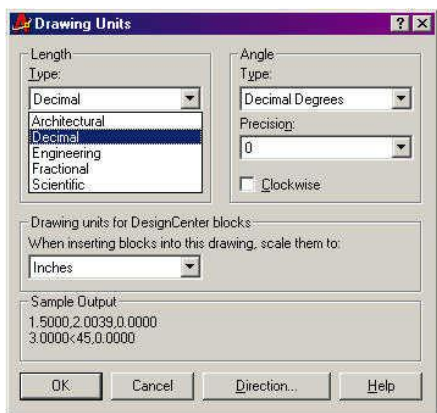 Drawing Units
Length
Type:
Decimal
Architectural
Decimal
Engineering
Fractional
Scientific
Angle
Type:
Decimal Degrees
Precision:
0
Clockwise
Drawing units for DesignCenter blocks
When inserting blocks into this drawing, scale them to:
Inches
Sample Output
1.5000,2.0039,0.0000
3.0000<45,0.0000
OK
Cancel
Direction...
Help